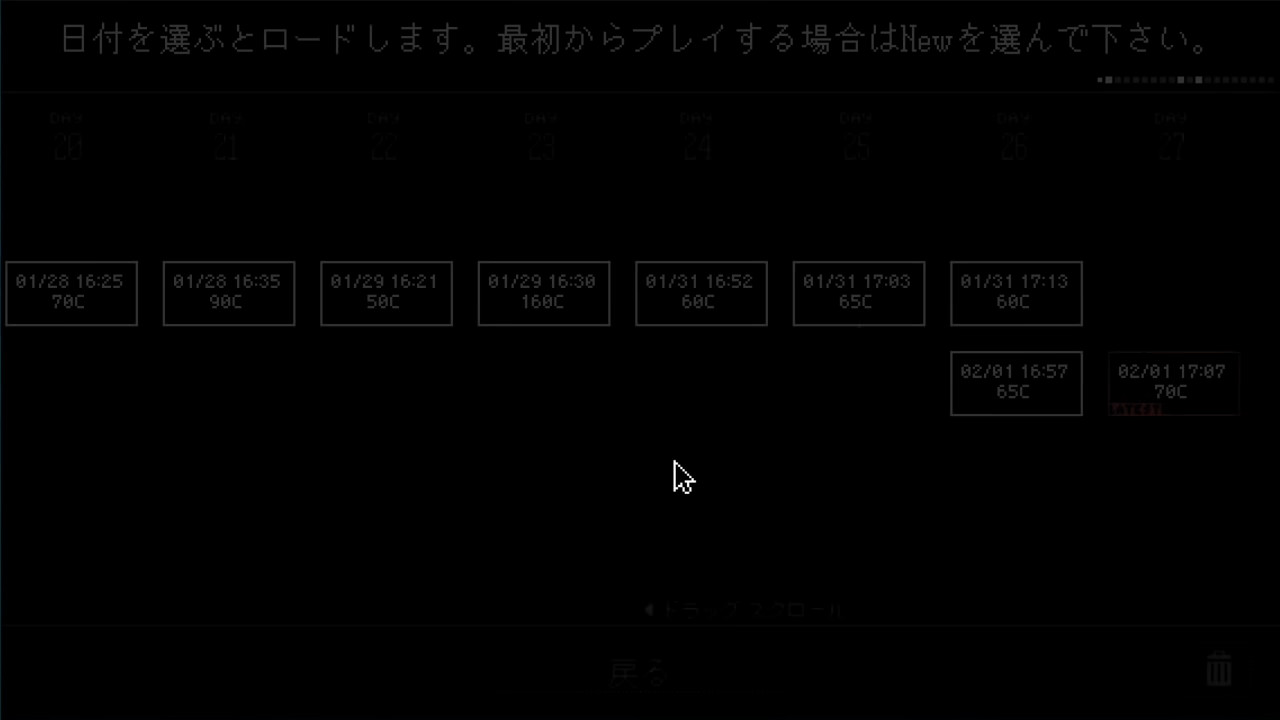 日付を選ぶとロードします。最初からプレイする場合はNewを選んで下さい。
DAY DAY DAY DAY DAY DAY DAY DAY
20 21 22 23 24 25 26 27
01/28 16:25 01/28 16:35 01/29 16:21 01/29 16:30 01/31 16:52 01/31 17:03 01/31 17:13
70C 90C 50C 160C 60C 65C 60C
02/01 16:57 02/01 17:07
65C 70C
LATEST
ドラッグスクロール
戻る